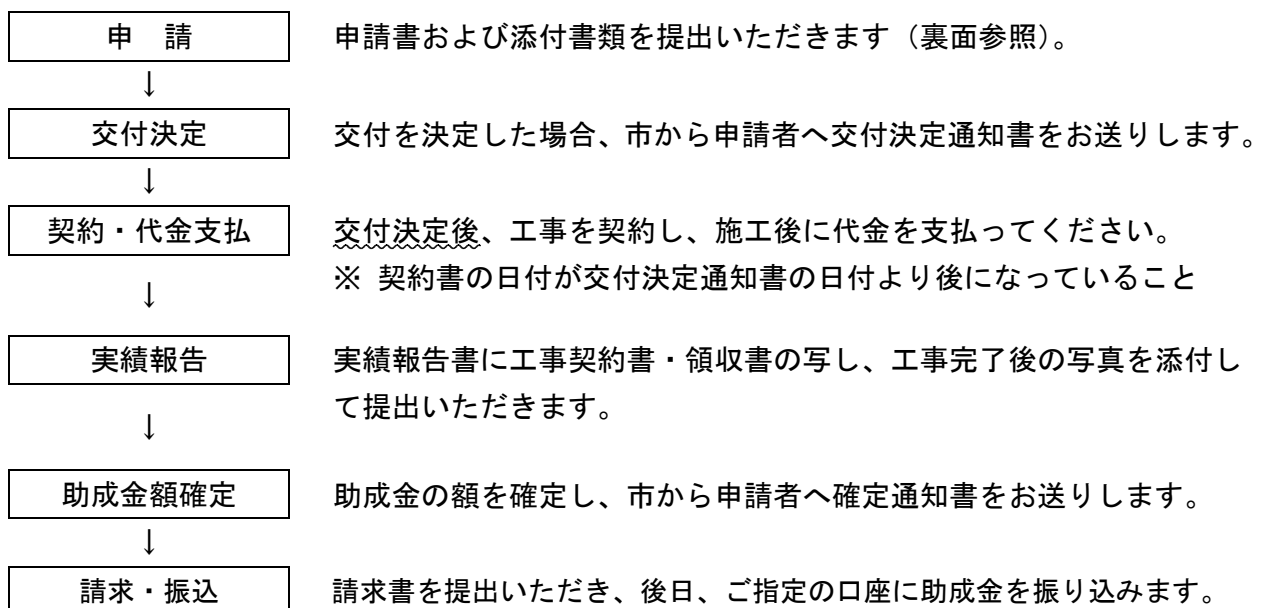 申　請　　申請書および添付書類を提出いただきます（裏面参照）。
↓
交付決定　　交付を決定した場合、市から申請者へ交付決定通知書をお送りします。
↓
契約・代金支払　　交付決定後、工事を契約し、施工後に代金を支払ってください。
※ 契約書の日付が交付決定通知書の日付より後になっていること
↓
実績報告　　実績報告書に工事契約書・領収書の写し、工事完了後の写真を添付し
て提出いただきます。
↓
助成金額確定　　助成金の額を確定し、市から申請者へ確定通知書をお送りします。
↓
請求・振込　　請求書を提出いただき、後日、ご指定の口座に助成金を振り込みます。